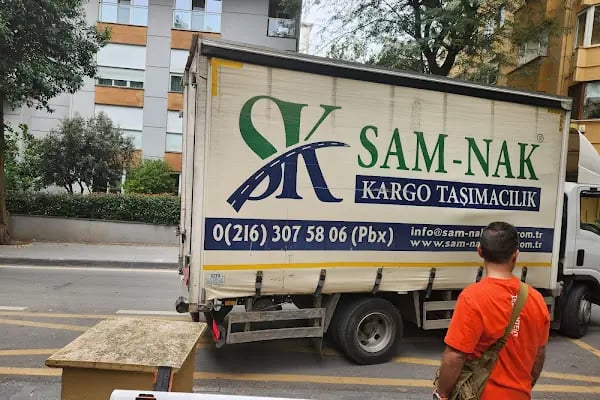 SK
SAM-NAK®
KARGO TAŞIMACILIK
0(216) 307 58 06 (Pbx)